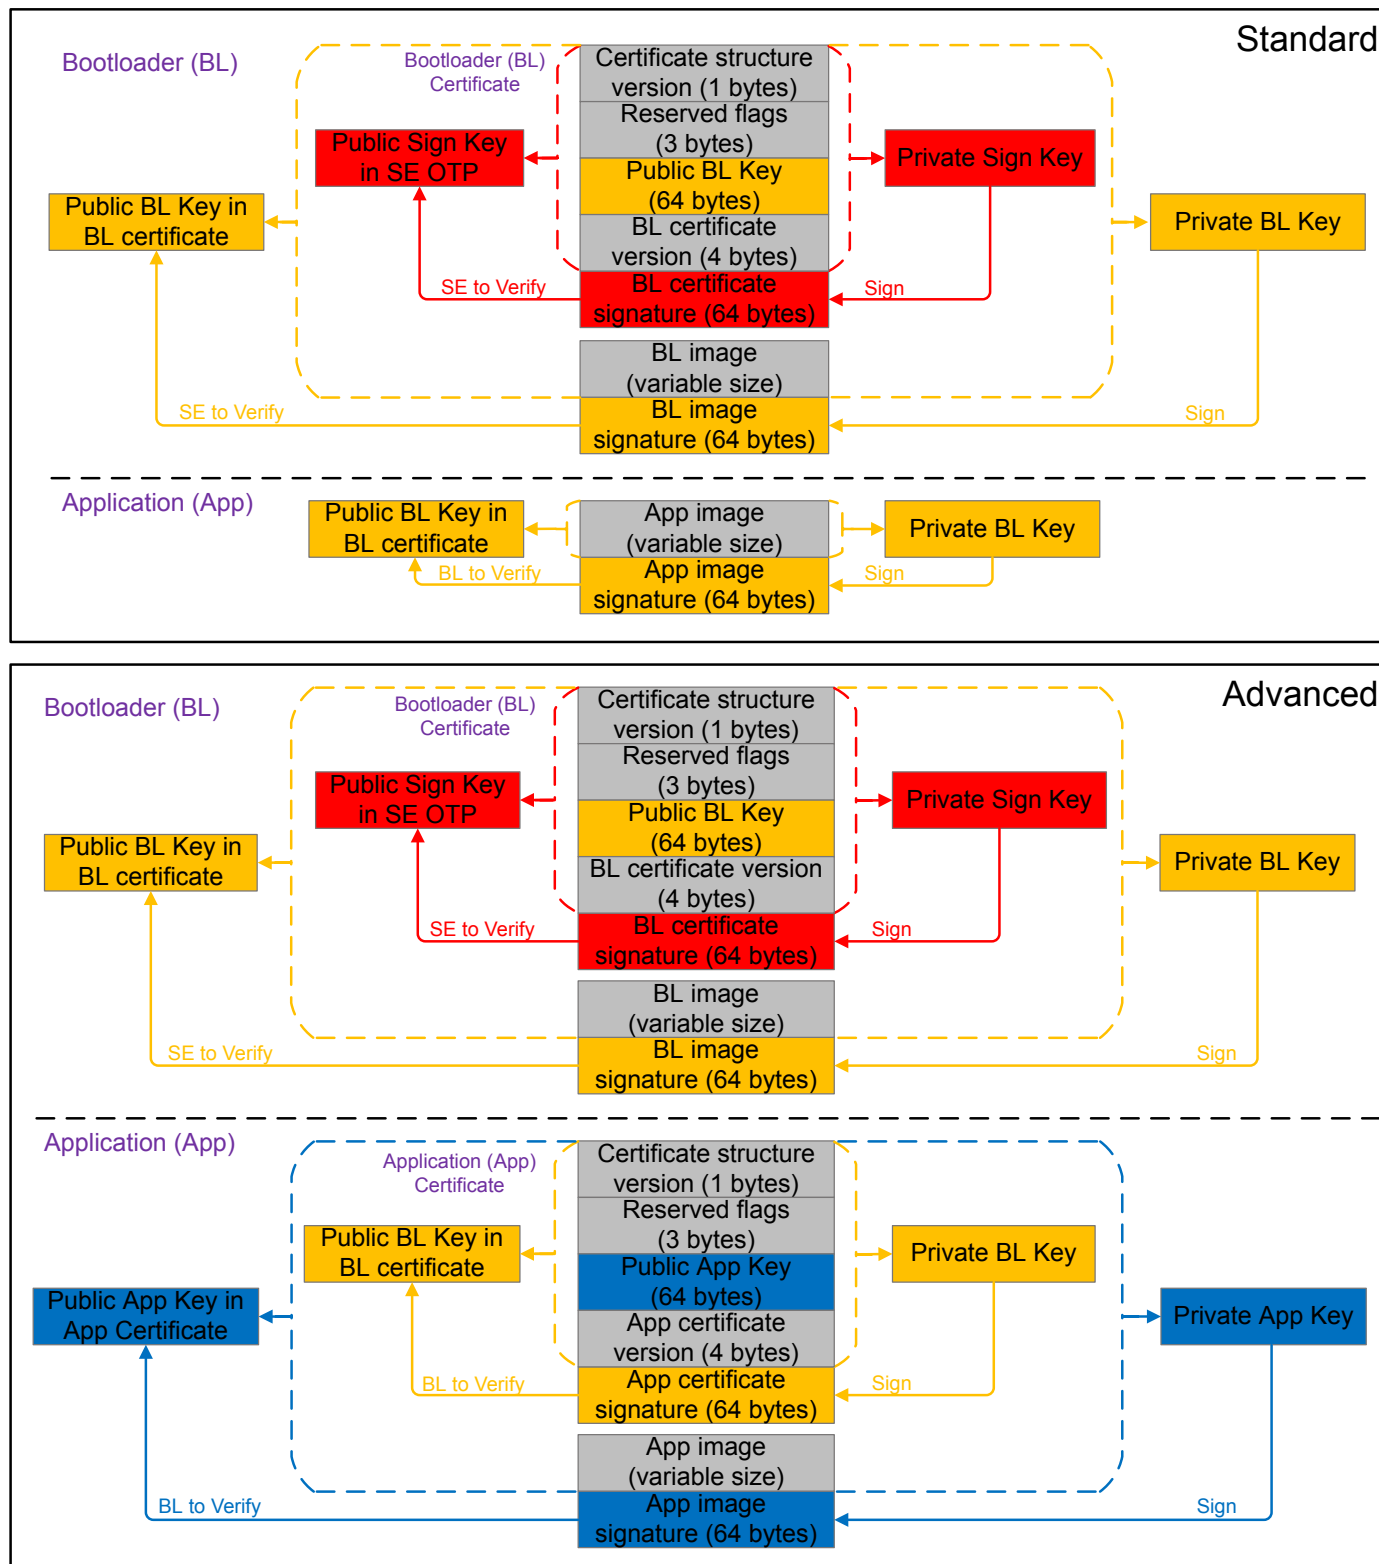 Standard
Bootloader (BL)
Bootloader (BL)
Certificate
Certificate structure
version (1 bytes)
Reserved flags
(3 bytes)
Public BL Key
(64 bytes)
BL certificate
version (4 bytes)
BL certificate
signature (64 bytes)
BL image
(variable size)
BL image
signature (64 bytes)
Public Sign Key
in SE OTP
Private Sign Key
Public BL Key in
BL certificate
Private BL Key
SE to Verify
Sign
SE to Verify
Sign
Application (App)
Public BL Key in
BL certificate
App image
(variable size)
App image
signature (64 bytes)
Private BL Key
BL to Verify
Sign
Advanced
Bootloader (BL)
Bootloader (BL)
Certificate
Certificate structure
version (1 bytes)
Reserved flags
(3 bytes)
Public BL Key
(64 bytes)
BL certificate version
(4 bytes)
BL certificate
signature (64 bytes)
BL image
(variable size)
BL image
signature (64 bytes)
Public Sign Key
in SE OTP
Private Sign Key
Public BL Key in
BL certificate
Private BL Key
SE to Verify
Sign
SE to Verify
Sign
Application (App)
Application (App)
Certificate
Certificate structure
version (1 bytes)
Reserved flags
(3 bytes)
Public App Key
(64 bytes)
App certificate
version (4 bytes)
App certificate
signature (64 bytes)
App image
(variable size)
App image
signature (64 bytes)
Public BL Key in
BL certificate
Private BL Key
Public App Key in
App Certificate
Private App Key
BL to Verify
Sign
BL to Verify
Sign